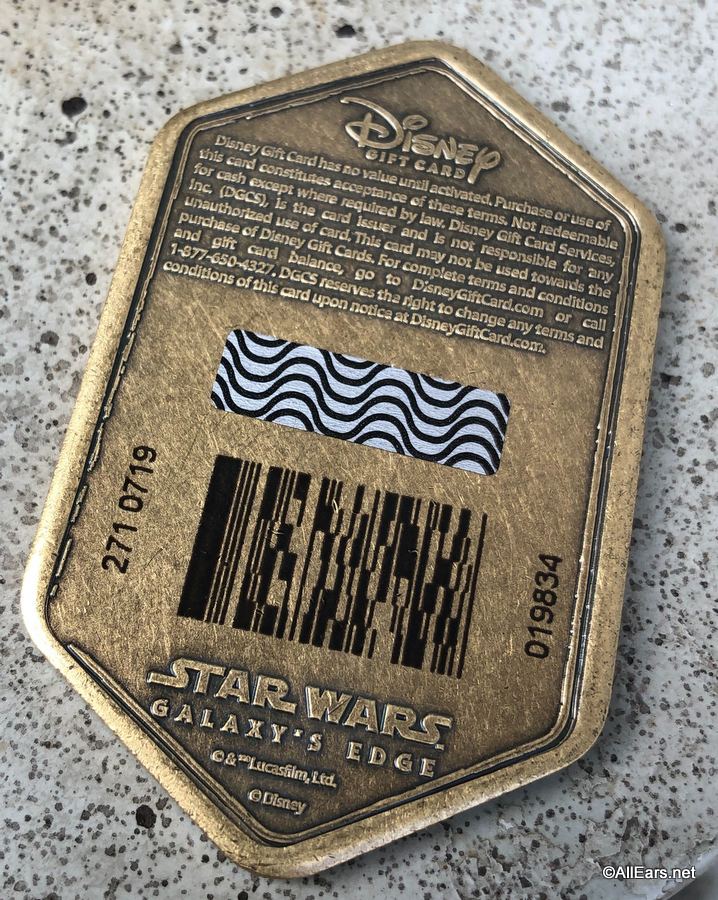 Disney
GIFT CARD
Disney Gift Card has no value until activated. Purchase or use of
this card constitutes acceptance of these terms. Not redeemable
for cash except where required by law. Disney Gift Card Services,
Inc. (DGCS), is the card issuer and is not responsible for any
unauthorized use of card. This card may not be used towards the
purchase of Disney Gift Cards. For complete terms and conditions
and gift card balance, go to DisneyGiftCard.com or call
1-877-650-4327. DGCS reserves the right to change any terms and
conditions of this card upon notice at DisneyGiftCard.com.
271 0719
019834
STAR WARS
GALAXY'S EDGE
© & ™ Lucasfilm, Ltd.
© Disney
©AllEars.net